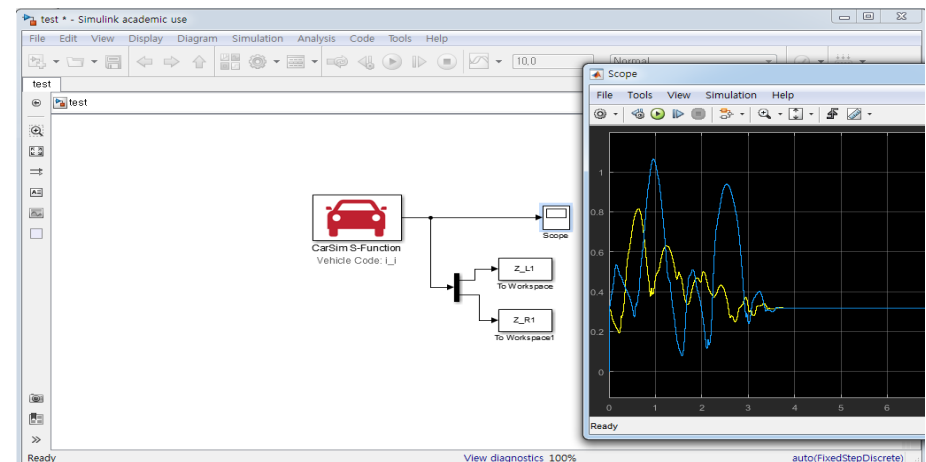 test * - Simulink academic use
File Edit View Display Diagram Simulation Analysis Code Tools Help
10.0
Normal
test
test
CarSim S-Function
Vehicle Code: i_i
Scope
Z_L1
To Workspace
Z_R1
To Workspace1
Ready
View diagnostics 100%
auto(FixedStepDiscrete)
Scope
File Tools View Simulation Help
1
0.8
0.6
0.4
0.2
0
0 1 2 3 4 5 6
Ready